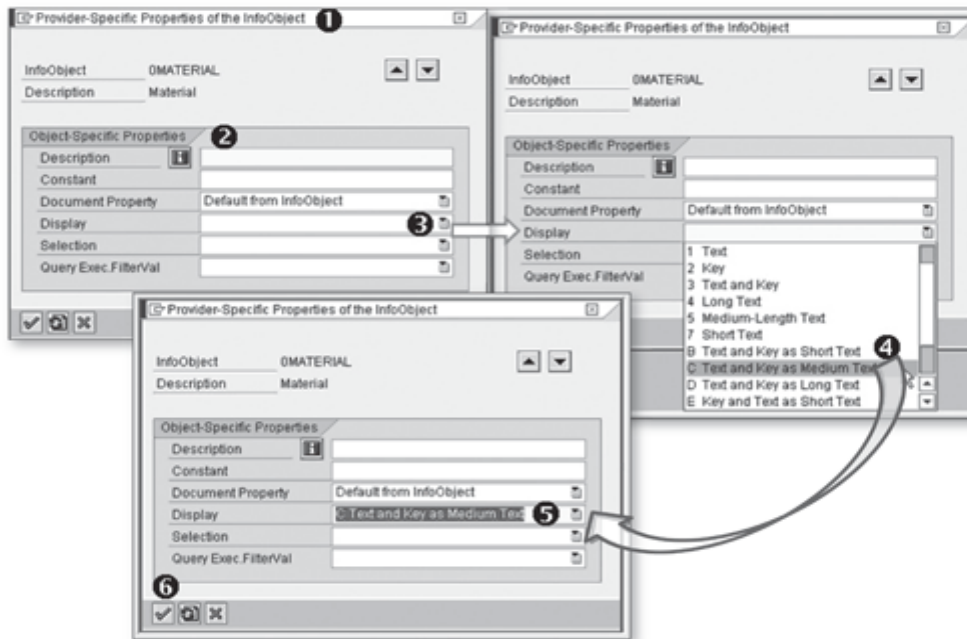 Provider-Specific Properties of the InfoObject 1
InfoObject 0MATERIAL
Description Material
Object-Specific Properties 2
Description
Constant
Document Property Default from InfoObject
Display 3
Selection
Query Exec.FilterVal
Provider-Specific Properties of the InfoObject
InfoObject 0MATERIAL
Description Material
Object-Specific Properties
Description
Constant
Document Property Default from InfoObject
Display
Selection
Query Exec.FilterVal
1 Text
2 Key
3 Text and Key
4 Long Text
5 Medium-Length Text
7 Short Text
B Text and Key as Short Text 4
C Text and Key as Medium Text
D Text and Key as Long Text
E Key and Text as Short Text
Provider-Specific Properties of the InfoObject
InfoObject 0MATERIAL
Description Material
Object-Specific Properties
Description
Constant
Document Property Default from InfoObject
Display C Text and Key as Medium Text 5
Selection
Query Exec.FilterVal
6